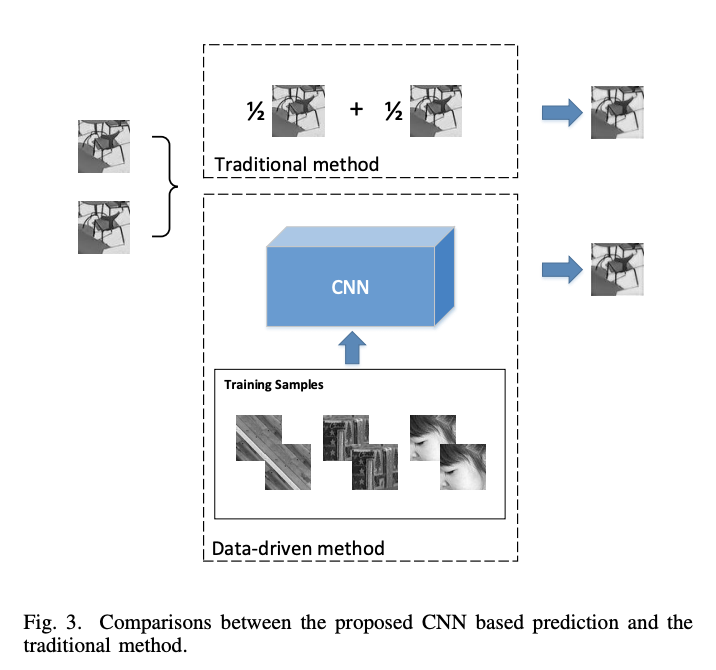 ½ + ½
Traditional method
CNN
Training Samples
Data-driven method
Fig. 3. Comparisons between the proposed CNN based prediction and the
traditional method.